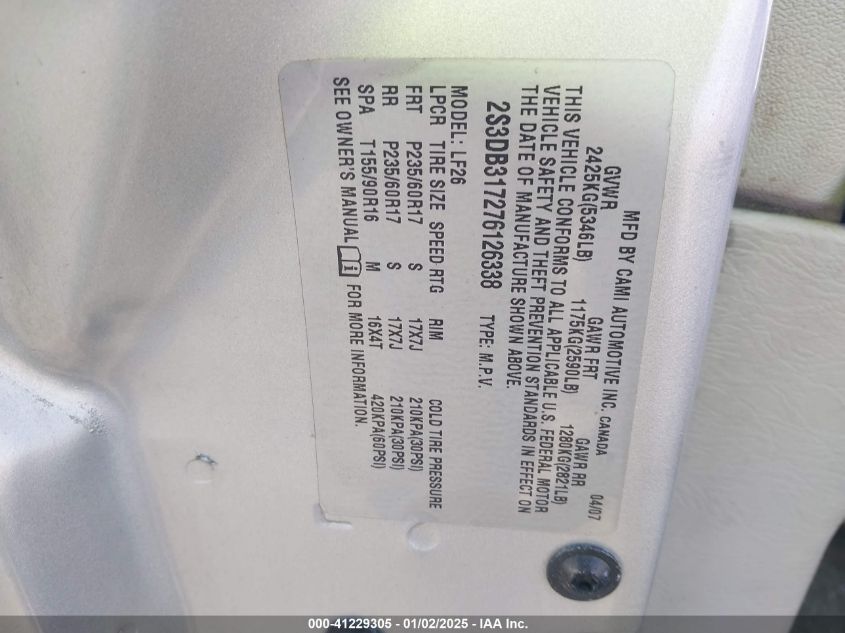 MFD BY CAMI AUTOMOTIVE INC. CANADA 04/07
GVWR GAWR FRT GAWR RR
2425KG(5346LB) 1175KG(2590LB) 1280KG(2821LB)
THIS VEHICLE CONFORMS TO ALL APPLICABLE U.S. FEDERAL MOTOR
VEHICLE SAFETY AND THEFT PREVENTION STANDARDS IN EFFECT ON
THE DATE OF MANUFACTURE SHOWN ABOVE.
2S3DB317276126338 TYPE: M.P.V.
MODEL: LF26
LPCR TIRE SIZE SPEED RTG RIM COLD TIRE PRESSURE
FRT P235/60R17 S 17X7J 210KPA(30PSI)
RR P235/60R17 S 17X7J 210KPA(30PSI)
SPA T155/90R16 M 16X4T 420KPA(60PSI)
SEE OWNER'S MANUAL i FOR MORE INFORMATION.
000-41229305 - 01/02/2025 - IAA Inc.